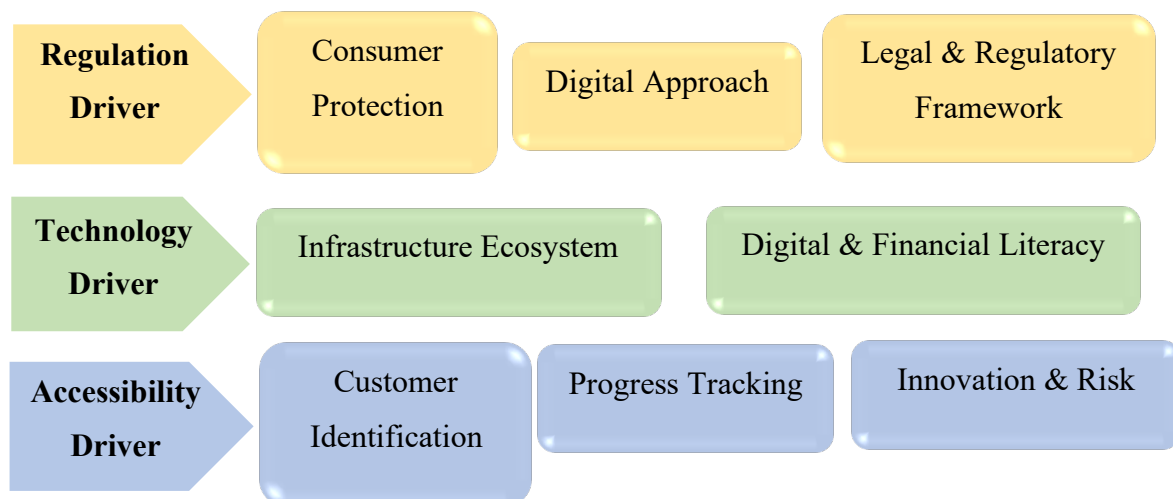 Regulation
Driver
Consumer
Protection
Digital Approach
Legal & Regulatory
Framework
Technology
Driver
Infrastructure Ecosystem
Digital & Financial Literacy
Accessibility
Driver
Customer
Identification
Progress Tracking
Innovation & Risk